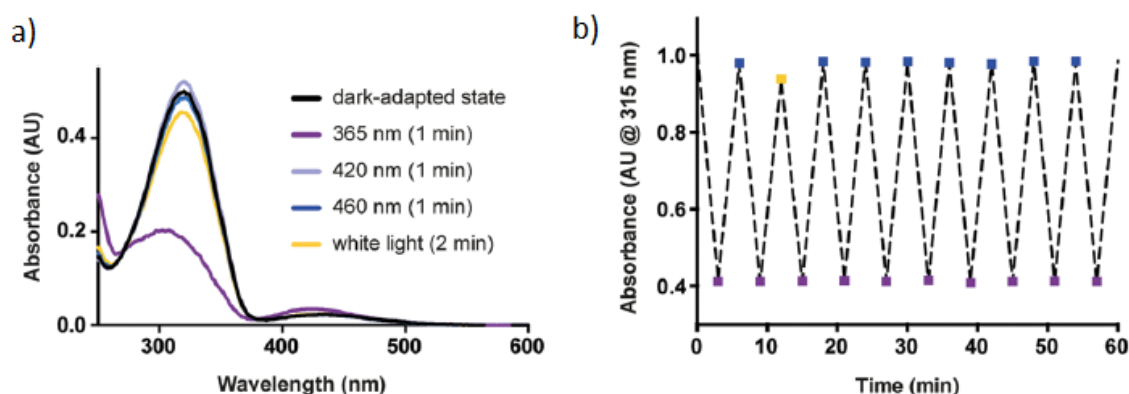 a)
Absorbance (AU)
0.4
0.2
0.0
dark-adapted state
365 nm (1 min)
420 nm (1 min)
460 nm (1 min)
white light (2 min)
300
400
500
600
Wavelength (nm)
b)
Absorbance (AU @ 315 nm)
1.0
0.8
0.6
0.4
0
10
20
30
40
50
60
Time (min)